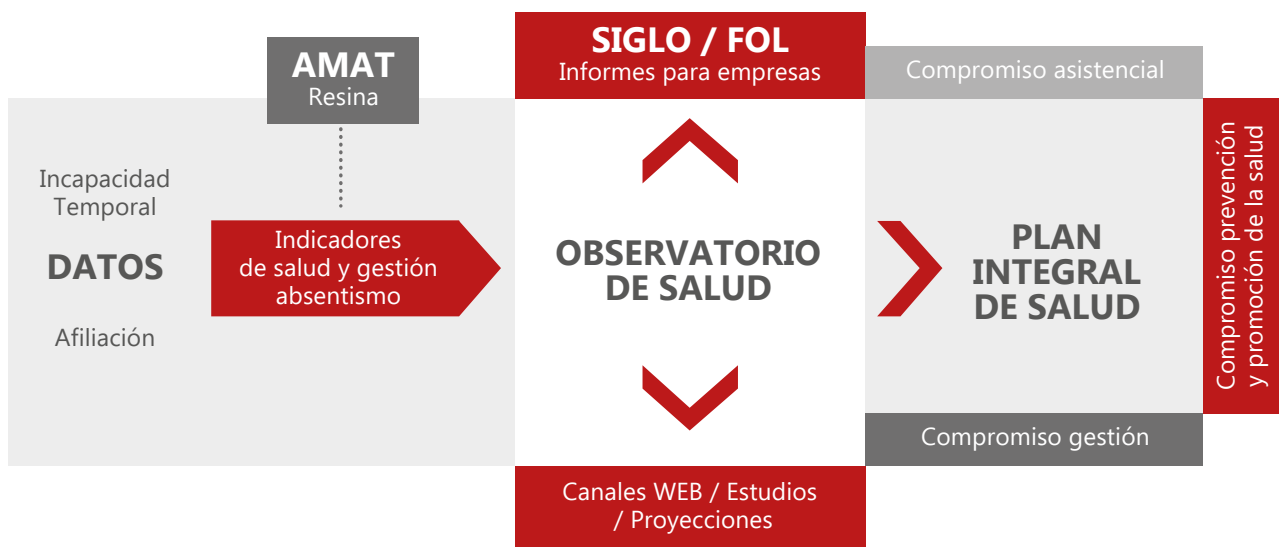 AMAT
Resina
SIGLO / FOL
Informes para empresas
Compromiso asistencial
Incapacidad
Temporal
DATOS
Afiliación
Indicadores
de salud y gestión
absentismo
OBSERVATORIO
DE SALUD
PLAN
INTEGRAL
DE SALUD
Compromiso prevención
y promoción de la salud
Compromiso gestión
Canales WEB / Estudios
/ Proyecciones